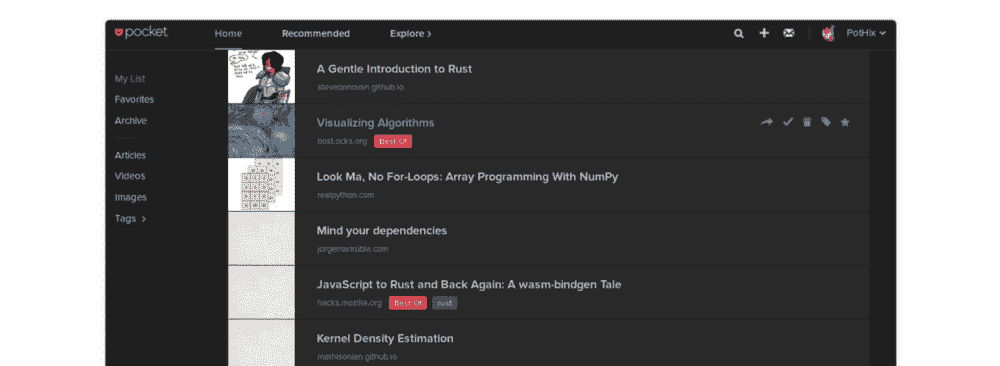 pocket Home Recommended Explore > PotHix
My List
Favorites
Archive
Articles
Videos
Images
Tags >
A Gentle Introduction to Rust
stevedonovan.github.io
Visualizing Algorithms
bost.ocks.org Best Of
Look Ma, No For-Loops: Array Programming With NumPy
realpython.com
Mind your dependencies
jorgemanrubia.com
JavaScript to Rust and Back Again: A wasm-bindgen Tale
hacks.mozilla.org Best Of rust
Kernel Density Estimation
mathisonian.github.io